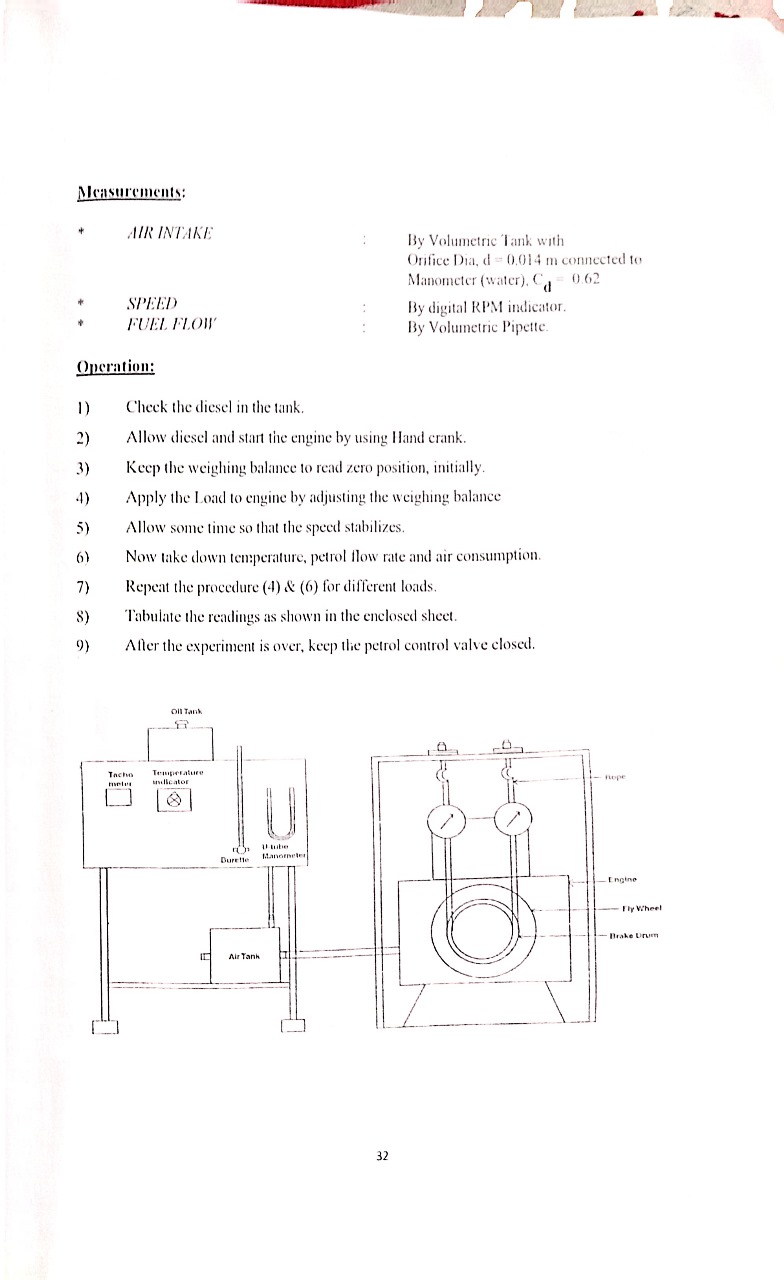 Measurements:
* AIR INTAKE : By Volumetric Tank with
Orifice Dia, d = 0.014 m connected to
Manometer (water), Cd = 0.62
* SPEED : By digital RPM indicator.
* FUEL FLOW : By Volumetric Pipette.
Operation:
1) Check the diesel in the tank.
2) Allow diesel and start the engine by using Hand crank.
3) Keep the weighing balance to read zero position, initially.
4) Apply the Load to engine by adjusting the weighing balance
5) Allow some time so that the speed stabilizes.
6) Now take down temperature, petrol flow rate and air consumption.
7) Repeat the procedure (4) & (6) for different loads.
8) Tabulate the readings as shown in the enclosed sheet.
9) After the experiment is over, keep the petrol control valve closed.
Oil Tank
Tacho
meter
Temperature
indicator
Burette
U-tube
Manometer
Air Tank
Rope
Engine
Fly Wheel
Brake Drum
32